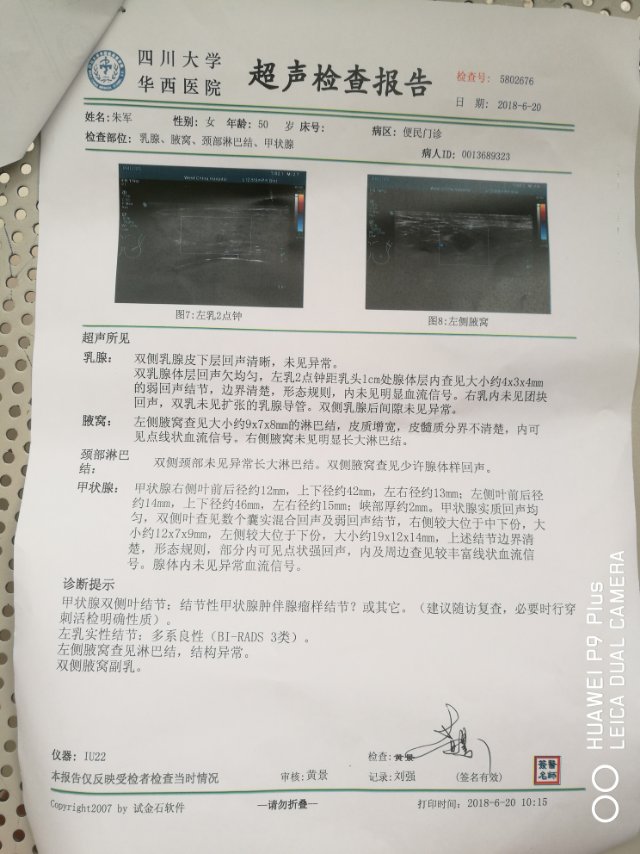 四川大学
华西医院
超声检查报告
检查号: 5802676
日 期: 2018-6-20
姓名:朱军 性别: 女 年龄: 50 岁 床号: 病区: 便民门诊
检查部位: 乳腺、腋窝、颈部淋巴结、甲状腺 病人ID: 0013689323
图7:左乳2点钟
图8:左侧腋窝
超声所见
乳腺: 双侧乳腺皮下层回声清晰，未见异常。
双乳腺体层回声欠均匀，左乳2点钟距乳头1cm处腺体层内查见大小约4x3x4mm
的弱回声结节，边界清楚，形态规则，内未见明显血流信号。右乳内未见团块
回声，双乳未见扩张的乳腺导管。双侧乳腺后间隙未见异常。
腋窝: 左侧腋窝查见大小约9x7x8mm的淋巴结，皮质增宽，皮髓质分界不清楚，内可
见点线状血流信号。右侧腋窝未见明显长大淋巴结。
颈部淋巴
结: 双侧颈部未见异常长大淋巴结。双侧腋窝查见少许腺体样回声。
甲状腺: 甲状腺右侧叶前后径约12mm，上下径约42mm，左右径约13mm；左侧叶前后径
约14mm，上下径约46mm，左右径约15mm；峡部厚约2mm。甲状腺实质回声均
匀，双侧叶查见数个囊实混合回声及弱回声结节，右侧较大位于中下份，大
小约12x7x9mm，左侧较大位于下份，大小约19x12x14mm，上述结节边界清
楚，形态规则，部分内可见点状强回声，内及周边查见较丰富线状血流信
号。腺体内未见异常血流信号。
诊断提示
甲状腺双侧叶结节：结节性甲状腺肿伴腺瘤样结节？或其它。（建议随访复查，必要时行穿
刺活检明确性质）。
左乳实性结节：多系良性（BI-RADS 3类）。
左侧腋窝查见淋巴结，结构异常。
双侧腋窝副乳。
仪器: IU22 检查: 黄景
本报告仅反映受检者检查当时情况 审核: 黄景 记录: 刘强 (签名有效)
Copyright2007 by 试金石软件 —请勿折叠— 打印时间: 2018-6-20 10:15
HUAWEI P9 Plus
LEICA DUAL CAMERA